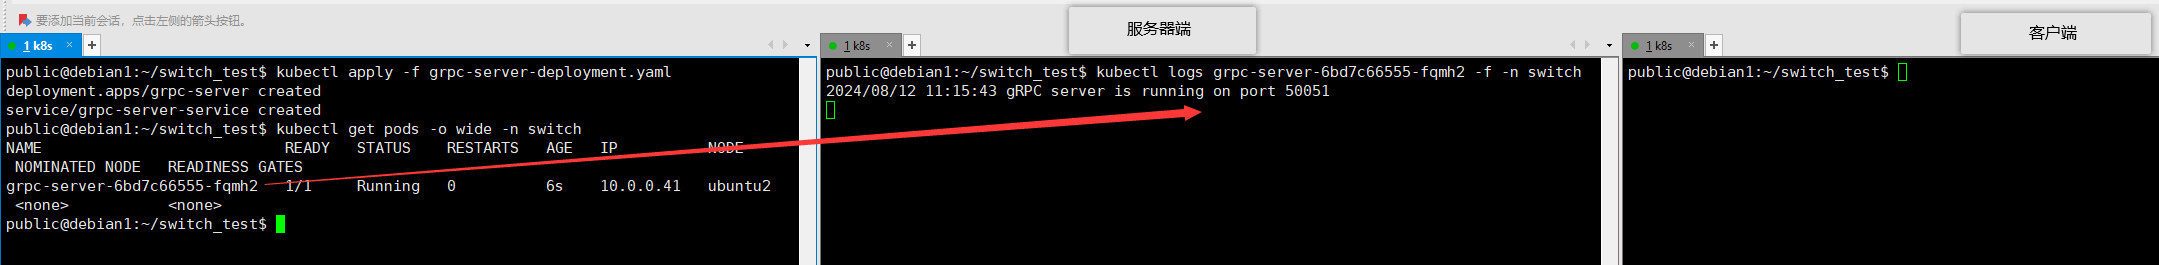 要添加当前会话，点击左侧的箭头按钮。
服务器端
客户端
1 k8s × +
1 k8s × +
1 k8s × +
public@debian1:~/switch_test$ kubectl apply -f grpc-server-deployment.yaml
deployment.apps/grpc-server created
service/grpc-server-service created
public@debian1:~/switch_test$ kubectl get pods -o wide -n switch
NAME READY STATUS RESTARTS AGE IP NODE
NOMINATED NODE READINESS GATES
grpc-server-6bd7c66555-fqmh2 1/1 Running 0 6s 10.0.0.41 ubuntu2
<none> <none>
public@debian1:~/switch_test$
public@debian1:~/switch_test$ kubectl logs grpc-server-6bd7c66555-fqmh2 -f -n switch
2024/08/12 11:15:43 gRPC server is running on port 50051
public@debian1:~/switch_test$